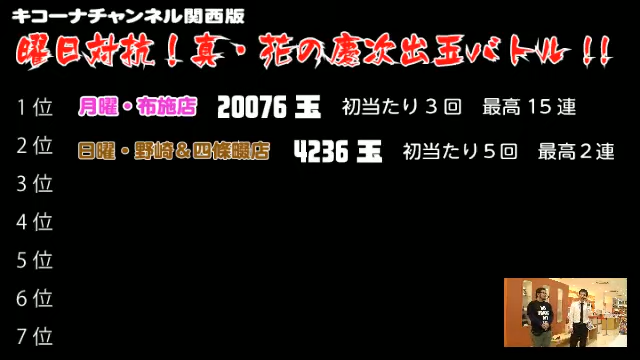 キコーナチャンネル関西版
曜日対抗！真・花の慶次出玉バトル!!
1位 月曜・布施店 20076玉 初当たり3回 最高15連
2位 日曜・野崎＆四條畷店 4236玉 初当たり5回 最高2連
3位
4位
5位
6位
7位